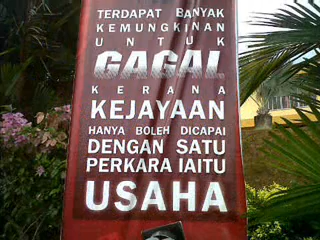 TERDAPAT BANYAK
KEMUNGKINAN
UNTUK
GAGAL
KERANA
KEJAYAAN
HANYA BOLEH DICAPAI
DENGAN SATU
PERKARA IAITU
USAHA